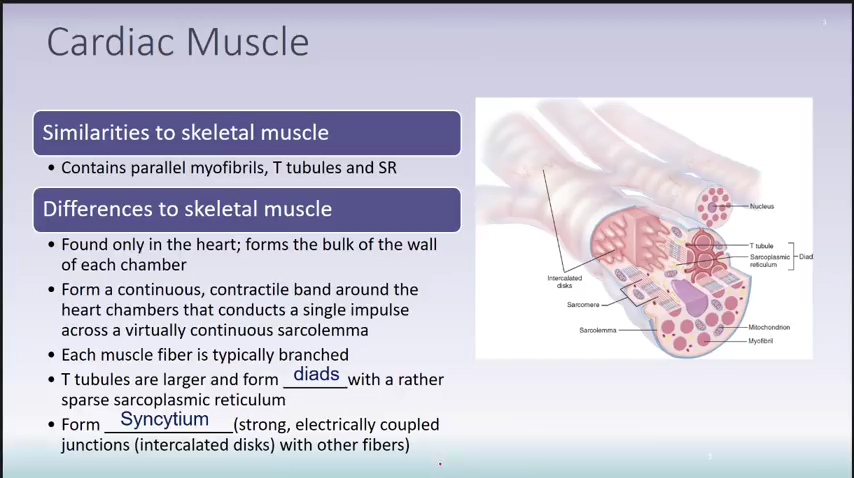 3
Cardiac Muscle
Similarities to skeletal muscle
• Contains parallel myofibrils, T tubules and SR
Differences to skeletal muscle
• Found only in the heart; forms the bulk of the wall
of each chamber
• Form a continuous, contractile band around the
heart chambers that conducts a single impulse
across a virtually continuous sarcolemma
• Each muscle fiber is typically branched
• T tubules are larger and form diads with a rather
sparse sarcoplasmic reticulum
• Form Syncytium (strong, electrically coupled
junctions (intercalated disks) with other fibers)
Nucleus
T tubule
Sarcoplasmic
reticulum
Diad
Intercalated
disks
Sarcomere
Sarcolemma
Mitochondrion
Myofibril
3